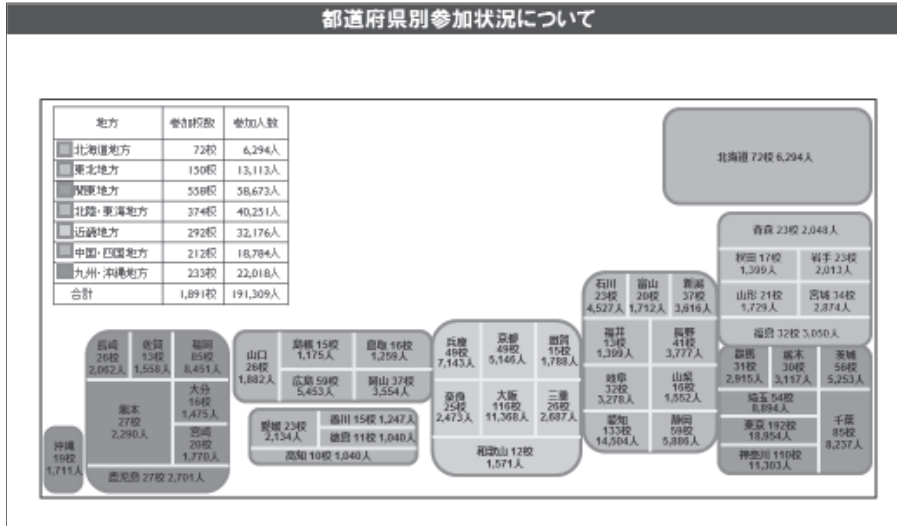 都道府県別参加状況について
地方 参加校数 参加人数
北海道地方 72校 6,294人
東北地方 150校 13,113人
関東地方 558校 58,673人
北陸・東海地方 374校 40,251人
近畿地方 292校 32,176人
中国・四国地方 212校 18,784人
九州・沖縄地方 233校 22,018人
合計 1,891校 191,309人
北海道 72校 6,294人
青森 23校 2,048人
秋田 17校
1,399人
岩手 23校
2,013人
山形 21校
1,729人
宮城 34校
2,874人
福島 32校 3,050人
群馬
31校
2,915人
栃木
30校
3,117人
茨城
56校
5,253人
埼玉 54校
8,894人
東京 192校
18,954人
神奈川 110校
11,303人
千葉
85校
8,237人
石川
23校
4,527人
富山
20校
1,712人
新潟
37校
3,616人
福井
13校
1,399人
長野
41校
3,777人
岐阜
32校
3,278人
山梨
16校
1,552人
愛知
133校
14,504人
静岡
59校
5,886人
兵庫
49校
7,143人
京都
49校
5,146人
滋賀
15校
1,788人
奈良
25校
2,473人
大阪
116校
11,368人
三重
26校
2,687人
和歌山 12校
1,571人
山口
26校
1,882人
島根 15校
1,175人
鳥取 16校
1,259人
広島 59校
5,453人
岡山 37校
3,554人
愛媛 23校
2,134人
香川 15校 1,247人
徳島 11校 1,040人
高知 10校 1,040人
長崎
26校
2,062人
佐賀
13校
1,558人
福岡
85校
8,451人
熊本
27校
2,290人
大分
16校
1,475人
宮崎
20校
1,770人
鹿児島 27校 2,701人
沖縄
19校
1,711人